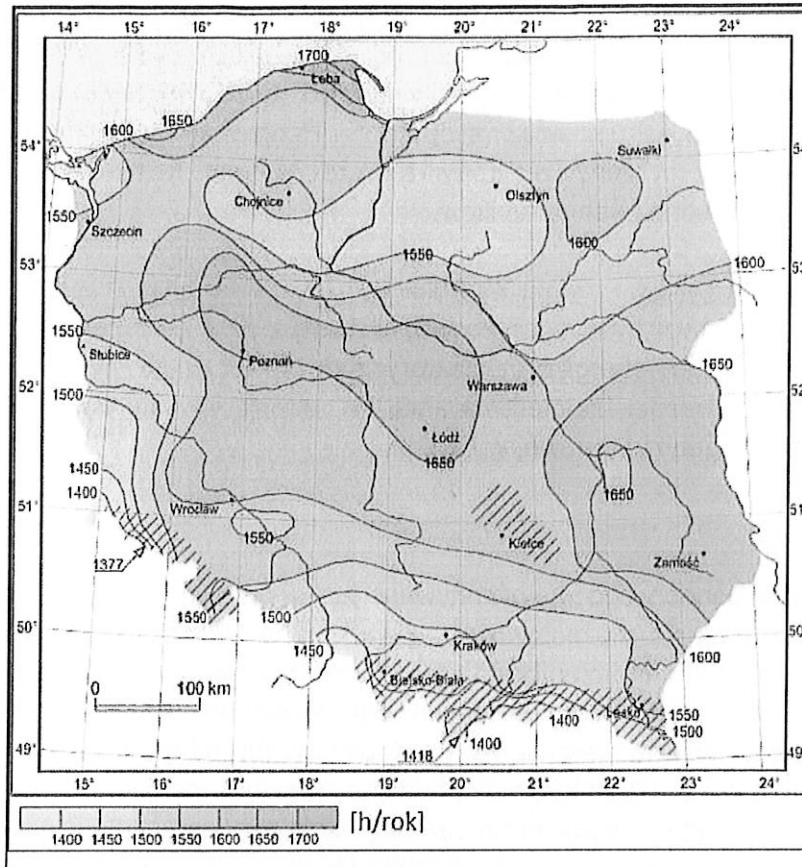 14° 15° 16° 17° 18° 19° 20° 21° 22° 23° 24°
1700
Łeba
1650
1600
54°
Suwałki
Chojnice
Olsztyn
1550
Szczecin
1600
53°
1550
1600
1550
Słubice
Poznań
1650
Warszawa
52°
1500
Łódź
1650
1450
1650
51°
1400
Wrocław
1550
Kielce
Zamość
1377
1550
1500
50°
1450
Kraków
1600
0 100 km
Bielsko-Biała
Lesko
1550
1400
1500
49°
1418
1400
15° 16° 17° 18° 19° 20° 21° 22° 23° 24°
[h/rok]
1400 1450 1500 1550 1600 1650 1700